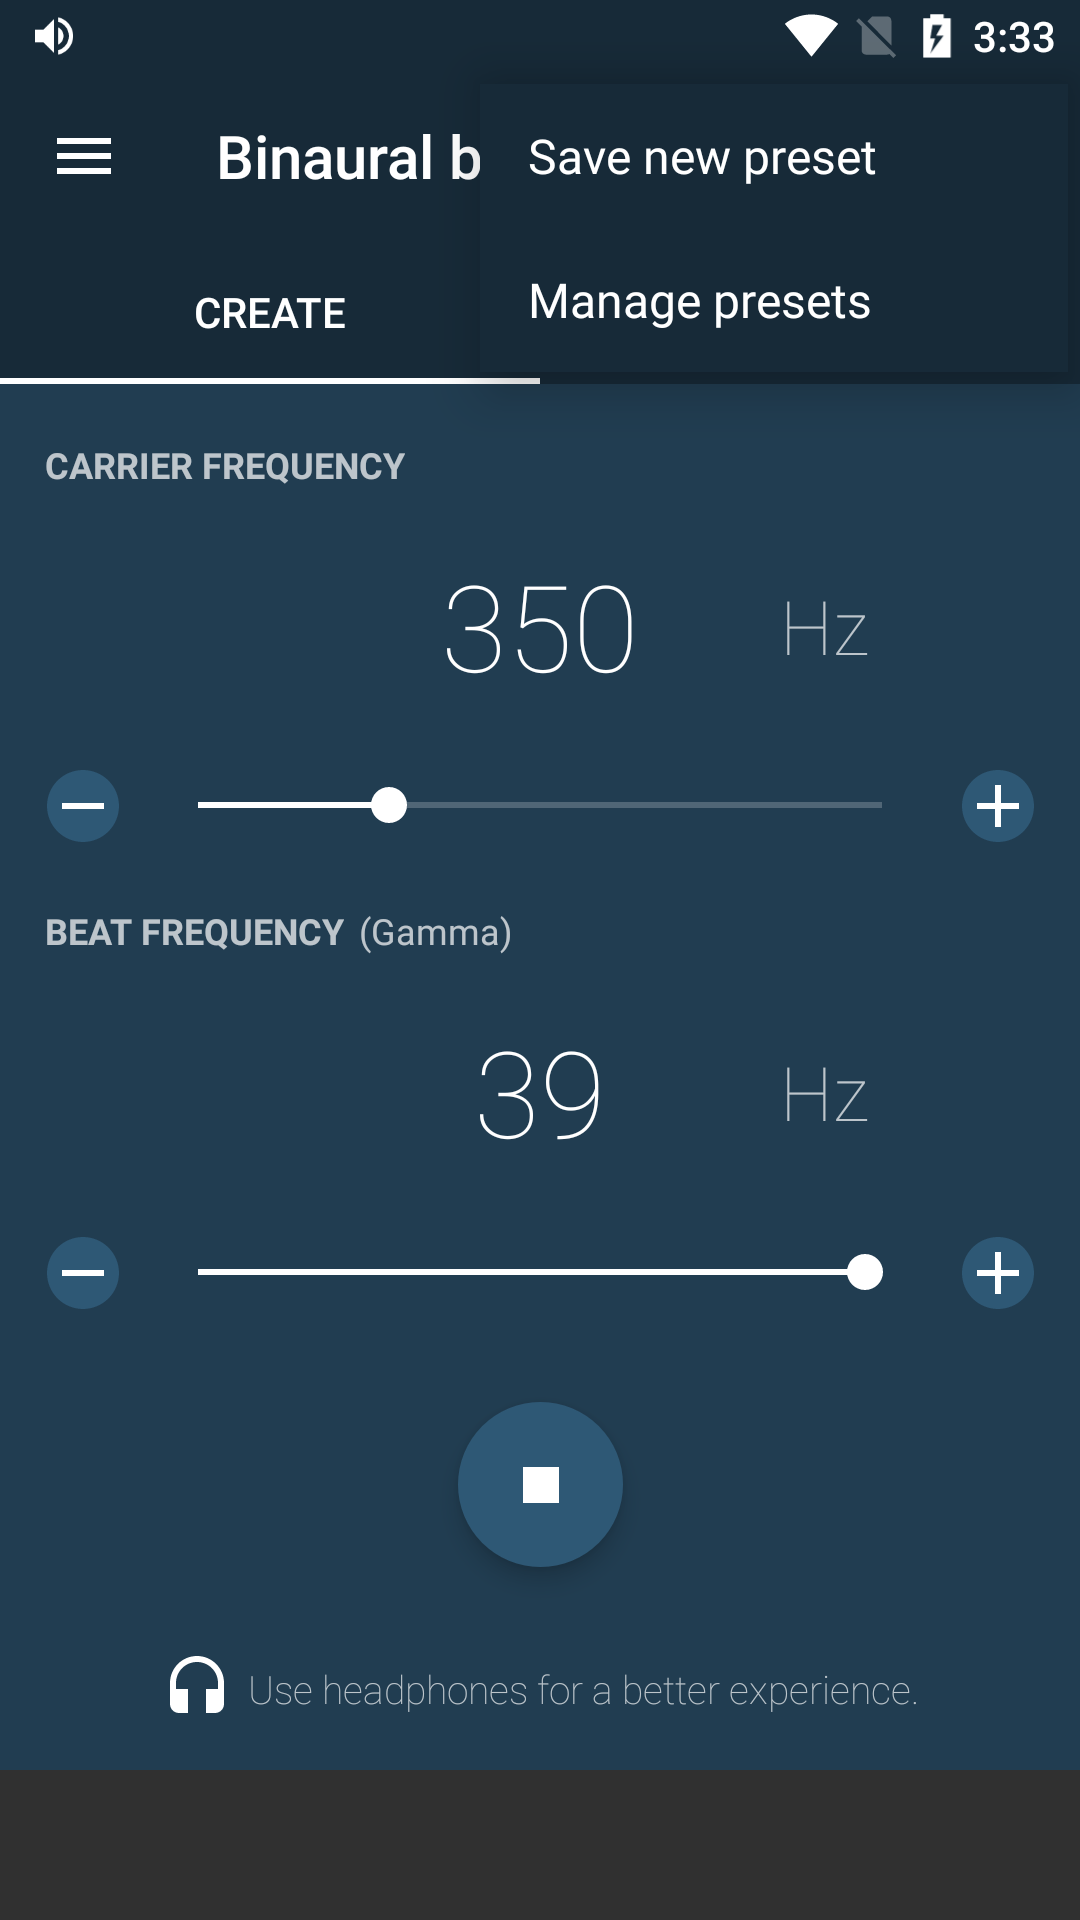 3:33
Binaural b
Save new preset
Manage presets
CREATE
CARRIER FREQUENCY
350 Hz
BEAT FREQUENCY (Gamma)
39 Hz
Use headphones for a better experience.